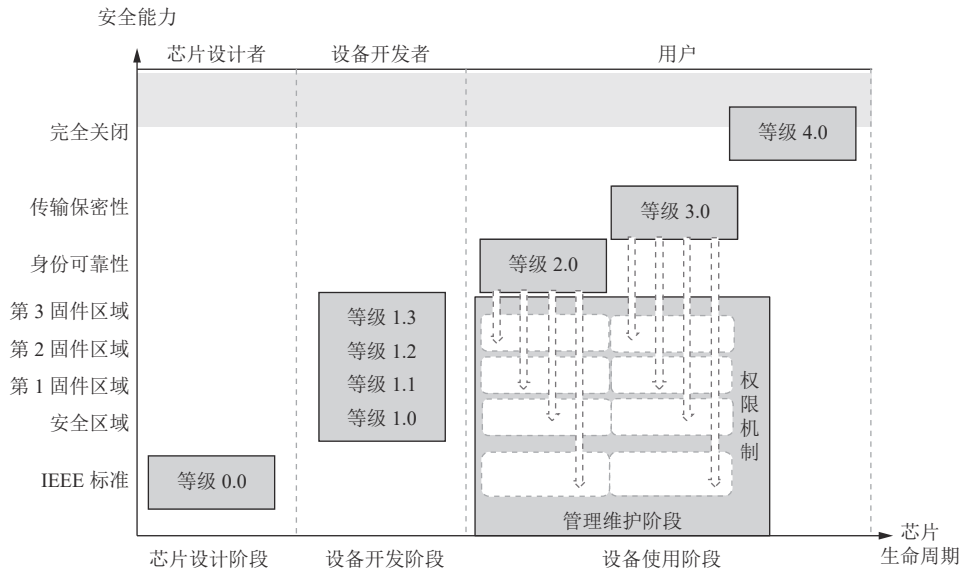 安全能力
芯片设计者
设备开发者
用户
完全关闭
等级 4.0
传输保密性
等级 3.0
身份可靠性
等级 2.0
第 3 固件区域
等级 1.3
第 2 固件区域
等级 1.2
第 1 固件区域
等级 1.1
安全区域
等级 1.0
权限机制
IEEE 标准
等级 0.0
管理维护阶段
芯片设计阶段
设备开发阶段
设备使用阶段
芯片
生命周期